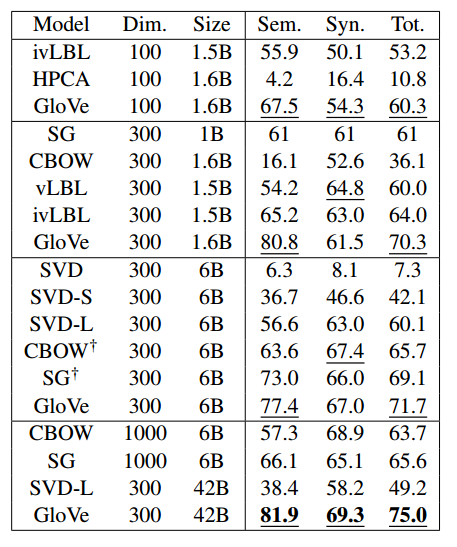 Model Dim. Size Sem. Syn. Tot.
ivLBL 100 1.5B 55.9 50.1 53.2
HPCA 100 1.6B 4.2 16.4 10.8
GloVe 100 1.6B 67.5 54.3 60.3
SG 300 1B 61 61 61
CBOW 300 1.6B 16.1 52.6 36.1
vLBL 300 1.5B 54.2 64.8 60.0
ivLBL 300 1.5B 65.2 63.0 64.0
GloVe 300 1.6B 80.8 61.5 70.3
SVD 300 6B 6.3 8.1 7.3
SVD-S 300 6B 36.7 46.6 42.1
SVD-L 300 6B 56.6 63.0 60.1
CBOW† 300 6B 63.6 67.4 65.7
SG† 300 6B 73.0 66.0 69.1
GloVe 300 6B 77.4 67.0 71.7
CBOW 1000 6B 57.3 68.9 63.7
SG 1000 6B 66.1 65.1 65.6
SVD-L 300 42B 38.4 58.2 49.2
GloVe 300 42B 81.9 69.3 75.0